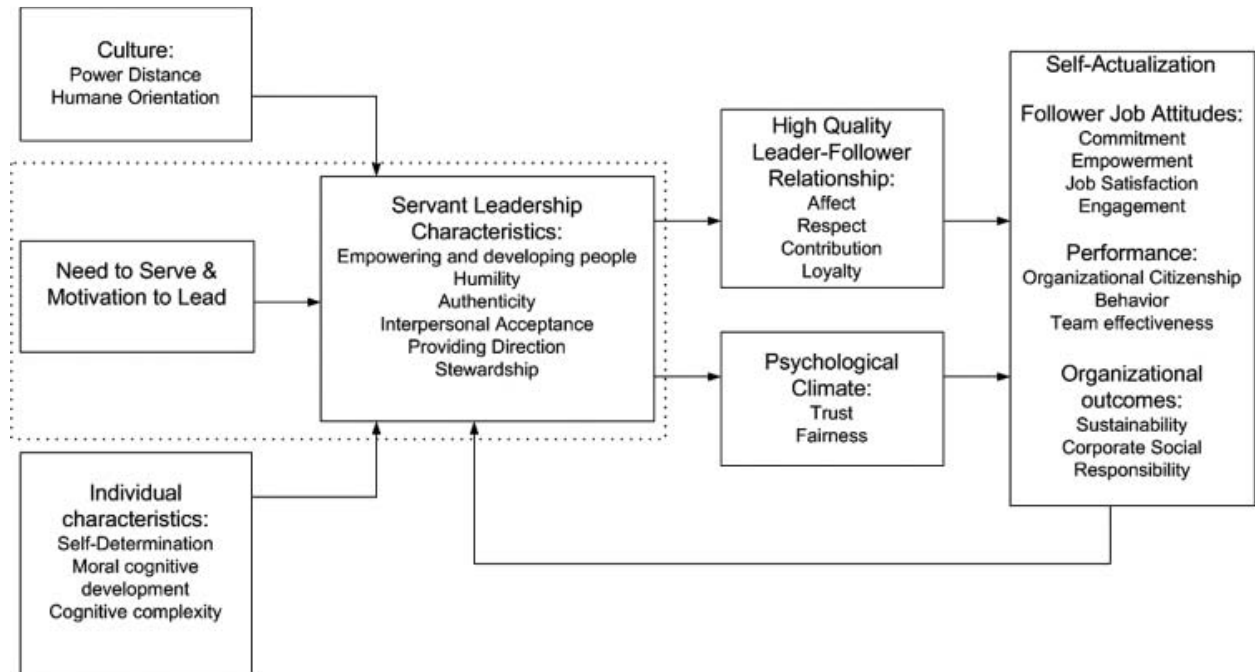 Culture:
Power Distance
Humane Orientation
Need to Serve &
Motivation to Lead
Individual
characteristics:
Self-Determination
Moral cognitive
development
Cognitive complexity
Servant Leadership
Characteristics:
Empowering and developing people
Humility
Authenticity
Interpersonal Acceptance
Providing Direction
Stewardship
High Quality
Leader-Follower
Relationship:
Affect
Respect
Contribution
Loyalty
Psychological
Climate:
Trust
Fairness
Self-Actualization
Follower Job Attitudes:
Commitment
Empowerment
Job Satisfaction
Engagement
Performance:
Organizational Citizenship
Behavior
Team effectiveness
Organizational
outcomes:
Sustainability
Corporate Social
Responsibility